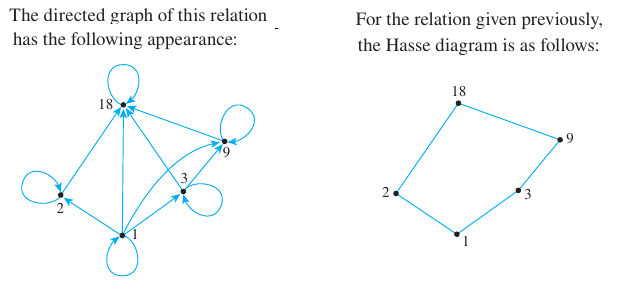 The directed graph of this relation
has the following appearance:
For the relation given previously,
the Hasse diagram is as follows:
18
9
3
2
1
18
9
2
3
1